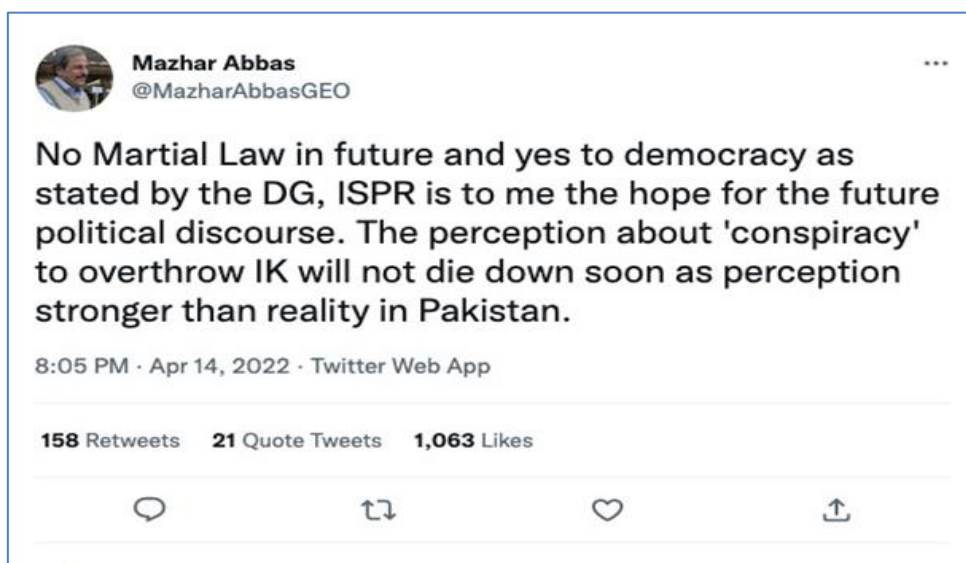 Mazhar Abbas
@MazharAbbasGEO
No Martial Law in future and yes to democracy as
stated by the DG, ISPR is to me the hope for the future
political discourse. The perception about 'conspiracy'
to overthrow IK will not die down soon as perception
stronger than reality in Pakistan.
8:05 PM · Apr 14, 2022 · Twitter Web App
158 Retweets 21 Quote Tweets 1,063 Likes